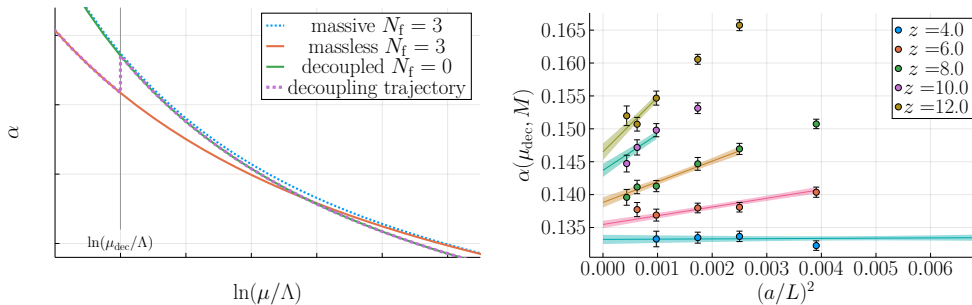 massive N_f = 3
massless N_f = 3
decoupled N_f = 0
decoupling trajectory
α
ln(μ_dec/Λ)
ln(μ/Λ)
z =4.0
z =6.0
z =8.0
z =10.0
z =12.0
α(μ_dec, M)
0.165
0.160
0.155
0.150
0.145
0.140
0.135
0.000 0.001 0.002 0.003 0.004 0.005 0.006
(a/L)²